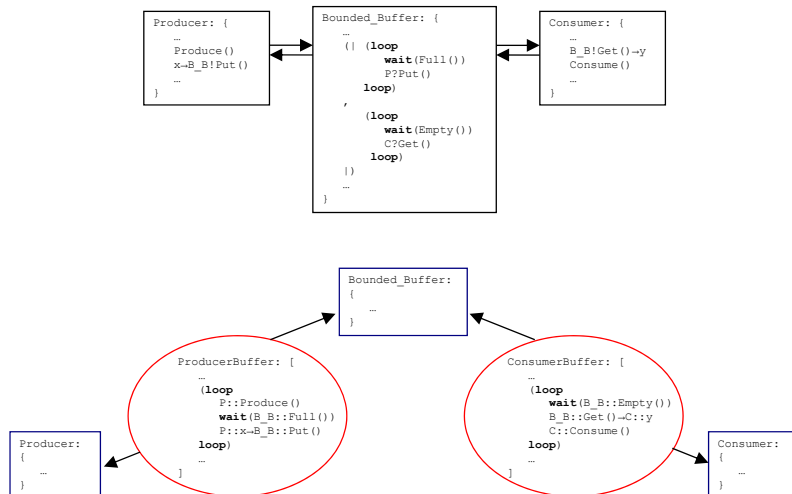 Producer: {
…
Produce()
x→B_B!Put()
…
}
Bounded_Buffer: {
…
(| (loop
wait(Full())
P?Put()
loop)
,
(loop
wait(Empty())
C?Get()
loop)
|)
…
}
Consumer: {
…
B_B!Get()→y
Consume()
…
}
Bounded_Buffer:
{
…
}
ProducerBuffer: [
…
(loop
P::Produce()
wait(B_B::Full())
P::x→B_B::Put()
loop)
…
]
ConsumerBuffer: [
…
(loop
wait(B_B::Empty())
B_B::Get()→C::y
C::Consume()
loop)
…
]
Producer:
{
…
}
Consumer:
{
…
}